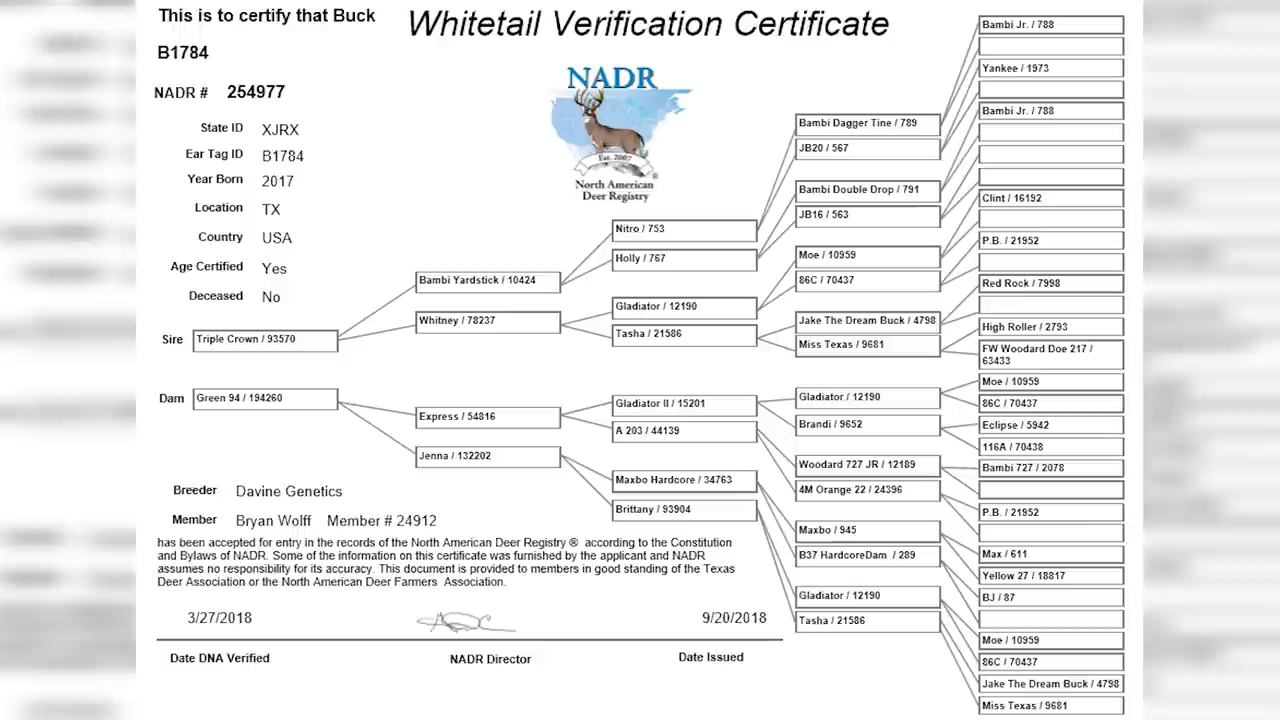 This is to certify that Buck
B1784
Whitetail Verification Certificate
NADR # 254977
State ID XJRX
Ear Tag ID B1784
Year Born 2017
Location TX
Country USA
Age Certified Yes
Deceased No
NADR
Est. 2007
®
North American
Deer Registry
Sire Triple Crown / 93570
Dam Green 94 / 194260
Bambi Yardstick / 10424
Whitney / 78237
Express / 54816
Jenna / 132202
Nitro / 753
Holly / 767
Gladiator / 12190
Tasha / 21586
Gladiator II / 15201
A 203 / 44139
Maxbo Hardcore / 34763
Brittany / 93904
Bambi Dagger Tine / 789
JB20 / 567
Bambi Double Drop / 791
JB16 / 563
Moe / 10959
86C / 70437
Jake The Dream Buck / 4798
Miss Texas / 9681
Gladiator / 12190
Brandi / 9652
Woodard 727 JR / 12189
4M Orange 22 / 24396
Maxbo / 945
B37 HardcoreDam / 289
Gladiator / 12190
Tasha / 21586
Bambi Jr. / 788
Yankee / 1973
Bambi Jr. / 788
Clint / 16192
P.B. / 21952
Red Rock / 7998
High Roller / 2793
FW Woodard Doe 217 /
63433
Moe / 10959
86C / 70437
Eclipse / 5942
116A / 70438
Bambi 727 / 2078
P.B. / 21952
Max / 611
Yellow 27 / 18817
BJ / 87
Moe / 10959
86C / 70437
Jake The Dream Buck / 4798
Miss Texas / 9681
Breeder Davine Genetics
Member Bryan Wolff Member # 24912
has been accepted for entry in the records of the North American Deer Registry ® according to the Constitution
and Bylaws of NADR. Some of the information on this certificate was furnished by the applicant and NADR
assumes no responsibility for its accuracy. This document is provided to members in good standing of the Texas
Deer Association or the North American Deer Farmers Association.
3/27/2018 9/20/2018
Date DNA Verified NADR Director Date Issued